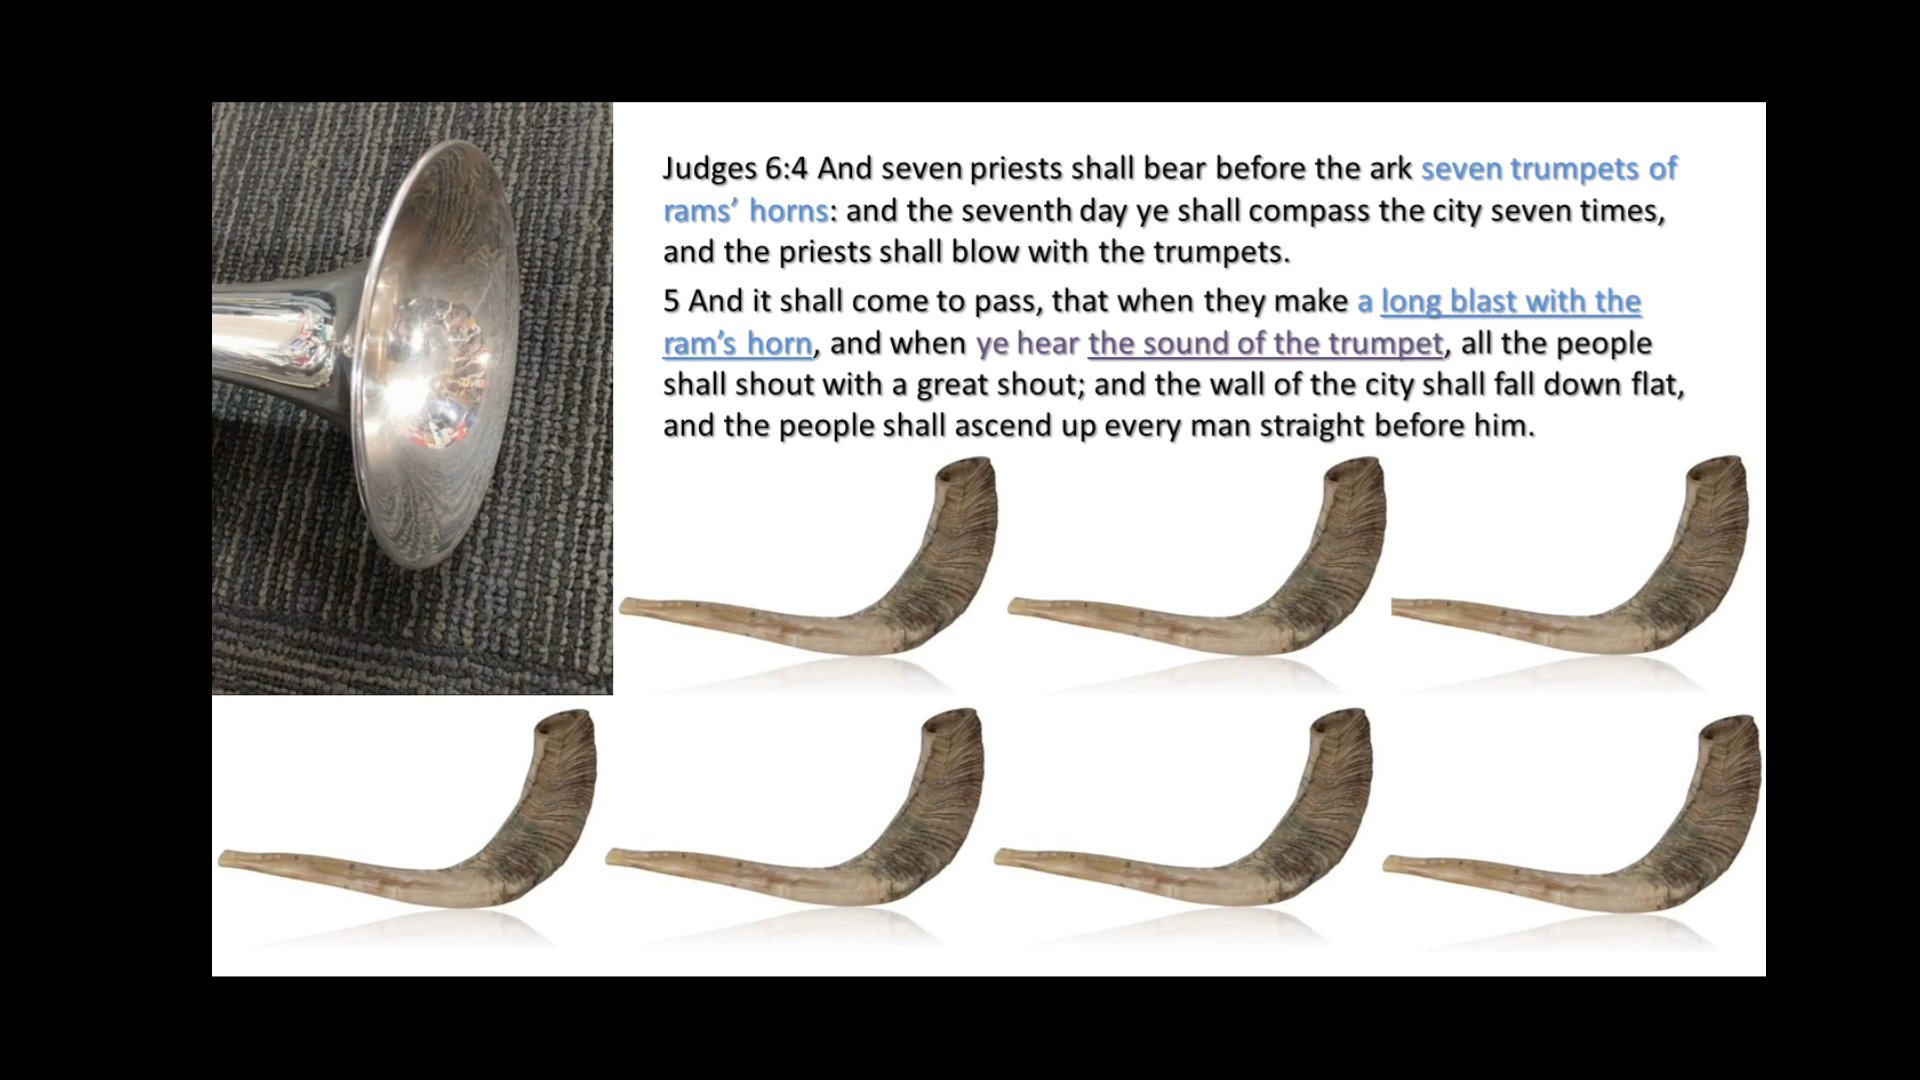 Judges 6:4 And seven priests shall bear before the ark seven trumpets of
rams’ horns: and the seventh day ye shall compass the city seven times,
and the priests shall blow with the trumpets.
5 And it shall come to pass, that when they make a long blast with the
ram’s horn, and when ye hear the sound of the trumpet, all the people
shall shout with a great shout; and the wall of the city shall fall down flat,
and the people shall ascend up every man straight before him.